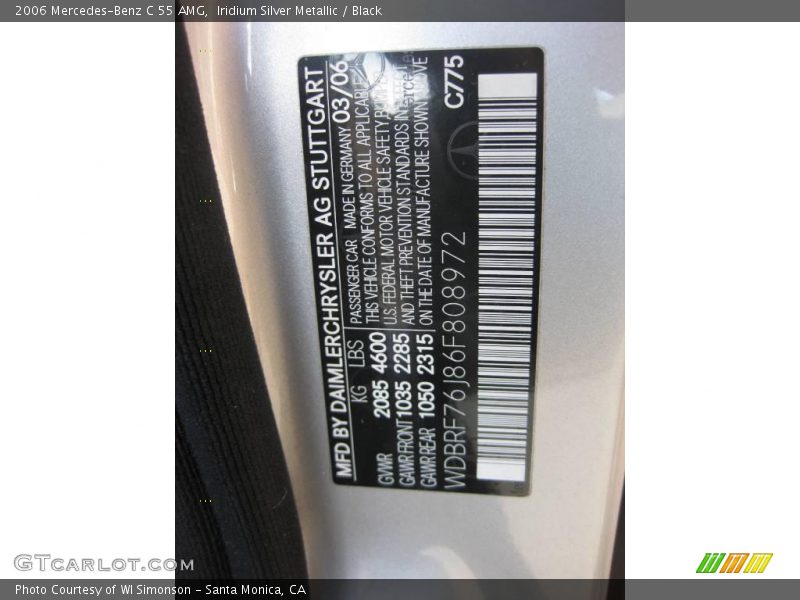 2006 Mercedes-Benz C 55 AMG, Iridium Silver Metallic / Black
MFD BY DAIMLERCHRYSLER AG STUTTGART
KG LBS PASSENGER CAR MADE IN GERMANY 03/06
THIS VEHICLE CONFORMS TO ALL APPLICABLE
GVWR 2085 4600 U.S. FEDERAL MOTOR VEHICLE SAFETY
GAWR FRONT 1035 2285 AND THEFT PREVENTION STANDARDS IN
GAWR REAR 1050 2315 ON THE DATE OF MANUFACTURE SHOWN
WDBRF76J86F808972 C775
GTCARLOT.COM
Photo Courtesy of WI Simonson - Santa Monica, CA